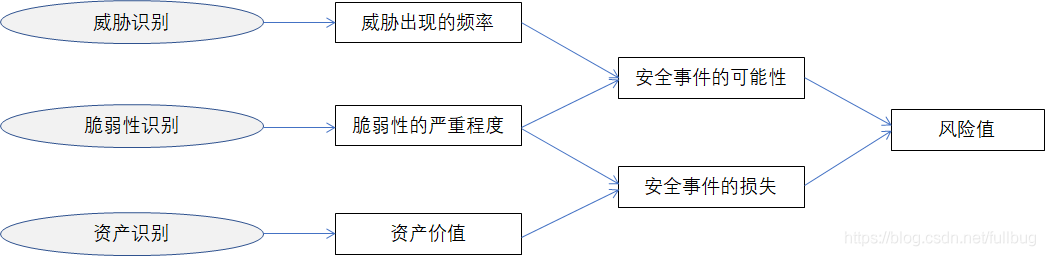 威胁识别
威胁出现的频率
安全事件的可能性
脆弱性识别
脆弱性的严重程度
风险值
安全事件的损失
资产识别
资产价值
https://blog.csdn.net/fullbug